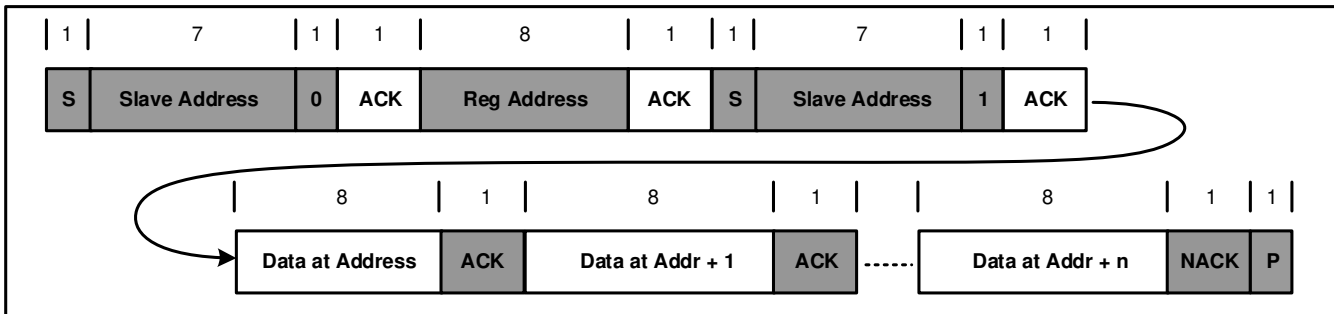 1 7 1 1 8 1 1 7 1 1
S Slave Address 0 ACK Reg Address ACK S Slave Address 1 ACK
8 1 8 1 8 1 1
Data at Address ACK Data at Addr + 1 ACK Data at Addr + n NACK P